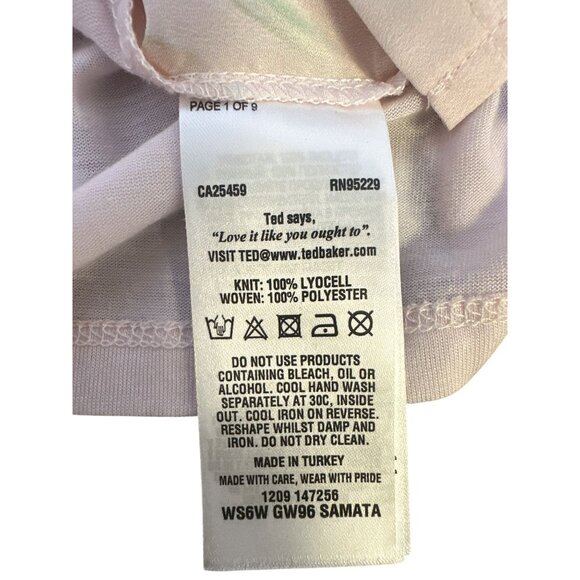 PAGE 1 OF 9
CA25459 RN95229
Ted says,
"Love it like you ought to".
VISIT TED@www.tedbaker.com
KNIT: 100% LYOCELL
WOVEN: 100% POLYESTER
DO NOT USE PRODUCTS
CONTAINING BLEACH, OIL OR
ALCOHOL. COOL HAND WASH
SEPARATELY AT 30C, INSIDE
OUT. COOL IRON ON REVERSE.
RESHAPE WHILST DAMP AND
IRON. DO NOT DRY CLEAN.
MADE IN TURKEY
MADE WITH CARE, WEAR WITH PRIDE
1209 147256
WS6W GW96 SAMATA